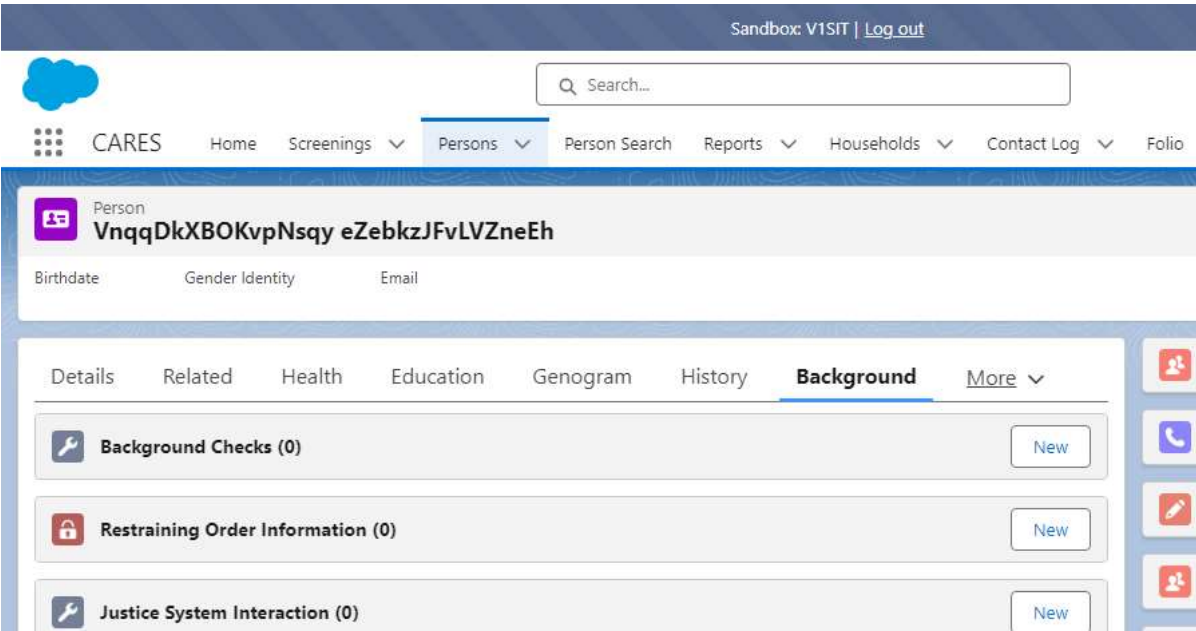 Sandbox: V1SIT | Log out
Search...
CARES Home Screenings Persons Person Search Reports Households Contact Log Folio
Person
VnqqDkXBOKvpNsqy eZebkzJFvLVZneEh
Birthdate Gender Identity Email
Details Related Health Education Genogram History Background More
Background Checks (0) New
Restraining Order Information (0) New
Justice System Interaction (0) New